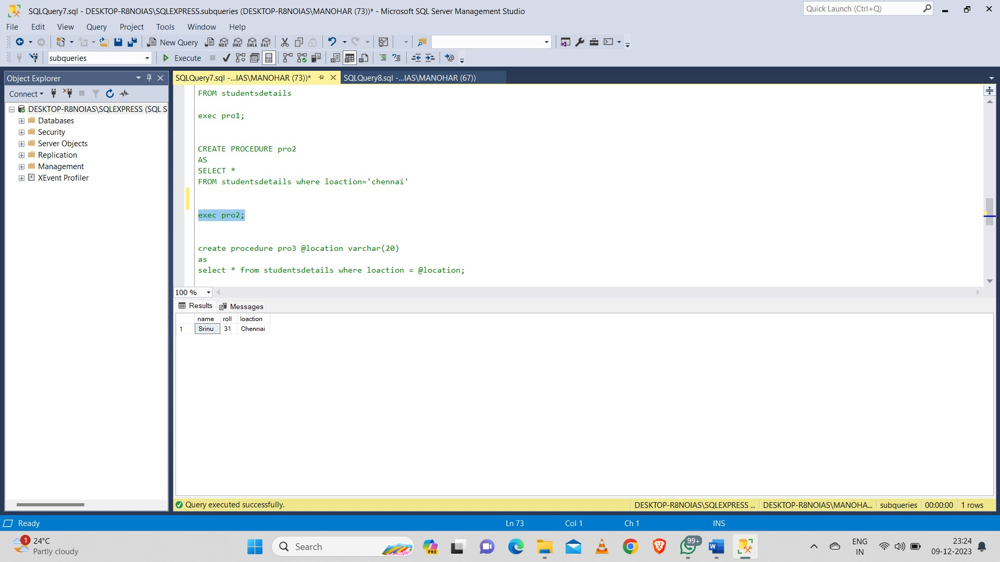 SQLQuery7.sql - DESKTOP-R8NOIAS\SQLEXPRESS.subqueries (DESKTOP-R8NOIAS\MANOHAR (73))* - Microsoft SQL Server Management Studio
Quick Launch (Ctrl+Q)
File Edit View Query Project Tools Window Help
New Query MDX DMX XMLA DAX
subqueries Execute
Object Explorer
SQLQuery7.sql -...IAS\MANOHAR (73))* SQLQuery8.sql -...IAS\MANOHAR (67))
Connect
DESKTOP-R8NOIAS\SQLEXPRESS (SQL S
Databases
Security
Server Objects
Replication
Management
XEvent Profiler
FROM studentsdetails
exec pro1;
CREATE PROCEDURE pro2
AS
SELECT *
FROM studentsdetails where loaction='chennai'
exec pro2;
create procedure pro3 @location varchar(20)
as
select * from studentsdetails where loaction = @location;
100 %
Results Messages
name roll loaction
1 Srinu 31 Chennai
Query executed successfully. DESKTOP-R8NOIAS\SQLEXPRESS ... DESKTOP-R8NOIAS\MANOHA... subqueries 00:00:00 1 rows
Ready Ln 73 Col 1 Ch 1 INS
1 24°C
Partly cloudy
Search
PRE
99+
ENG
IN
23:24
09-12-2023